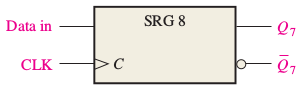 Data in SRG 8 Q₇
CLK C Q̅₇